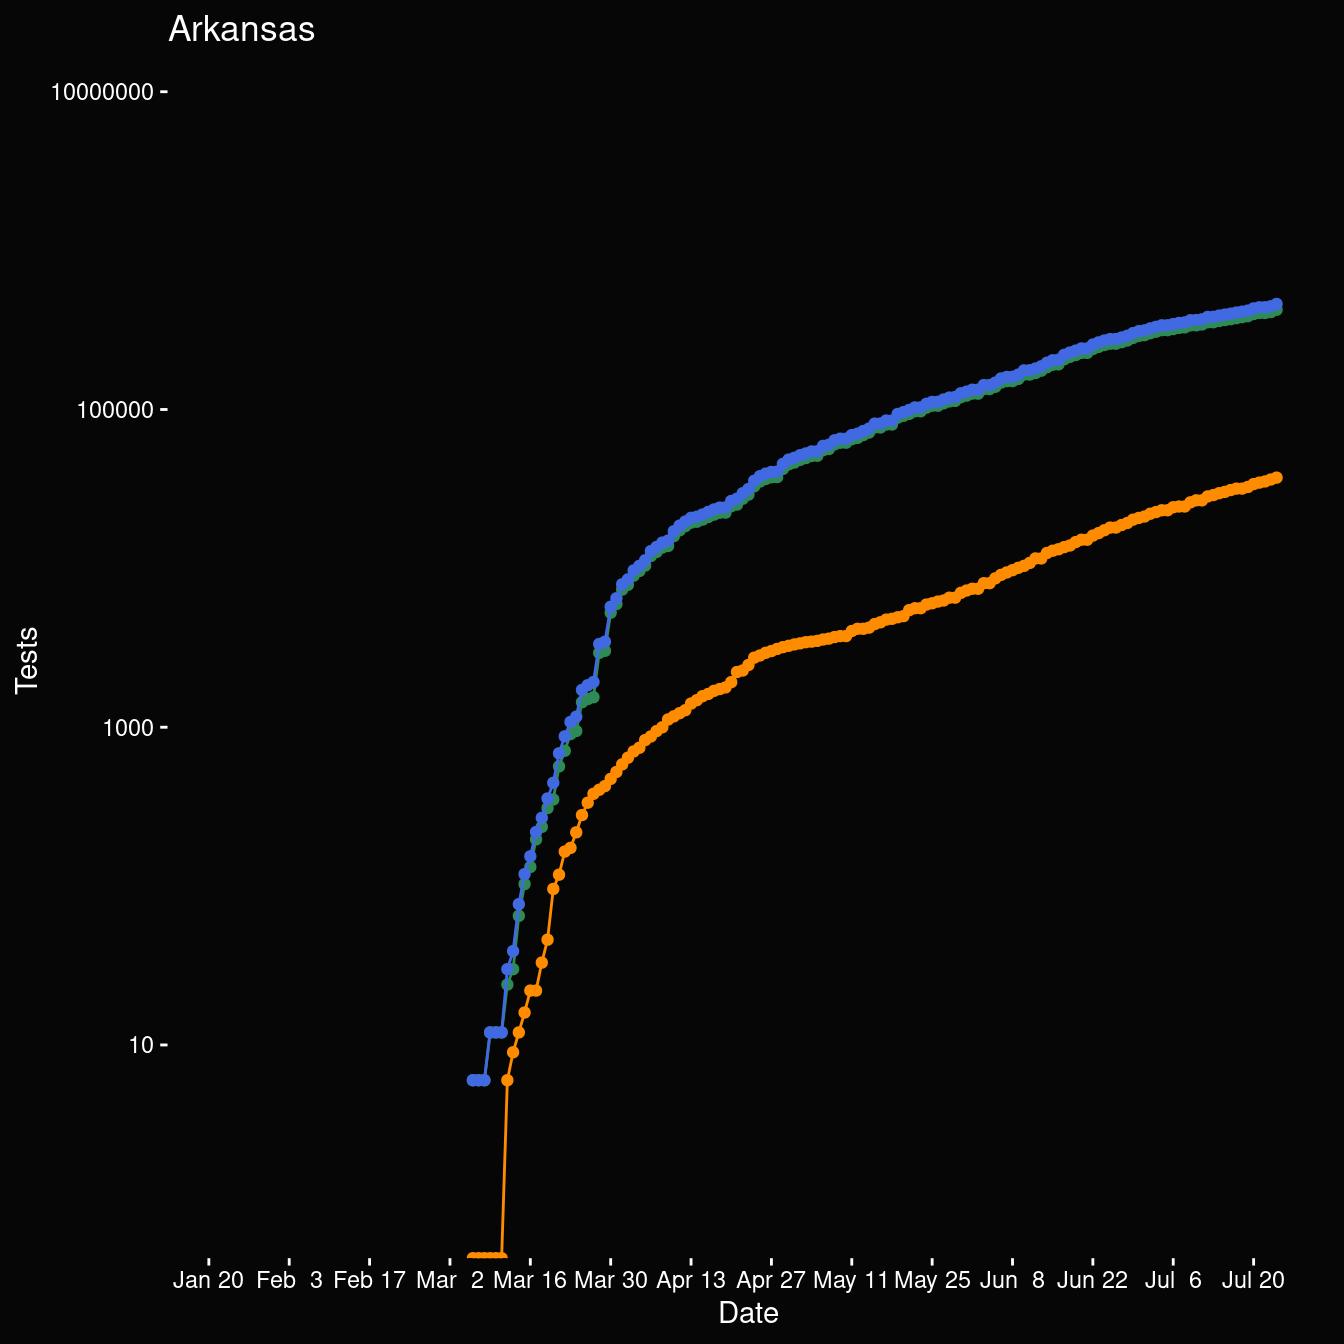 Arkansas
10000000
100000
1000
10
Tests
Jan 20 Feb  3 Feb 17 Mar  2 Mar 16 Mar 30 Apr 13 Apr 27 May 11 May 25 Jun  8 Jun 22 Jul  6 Jul 20
Date